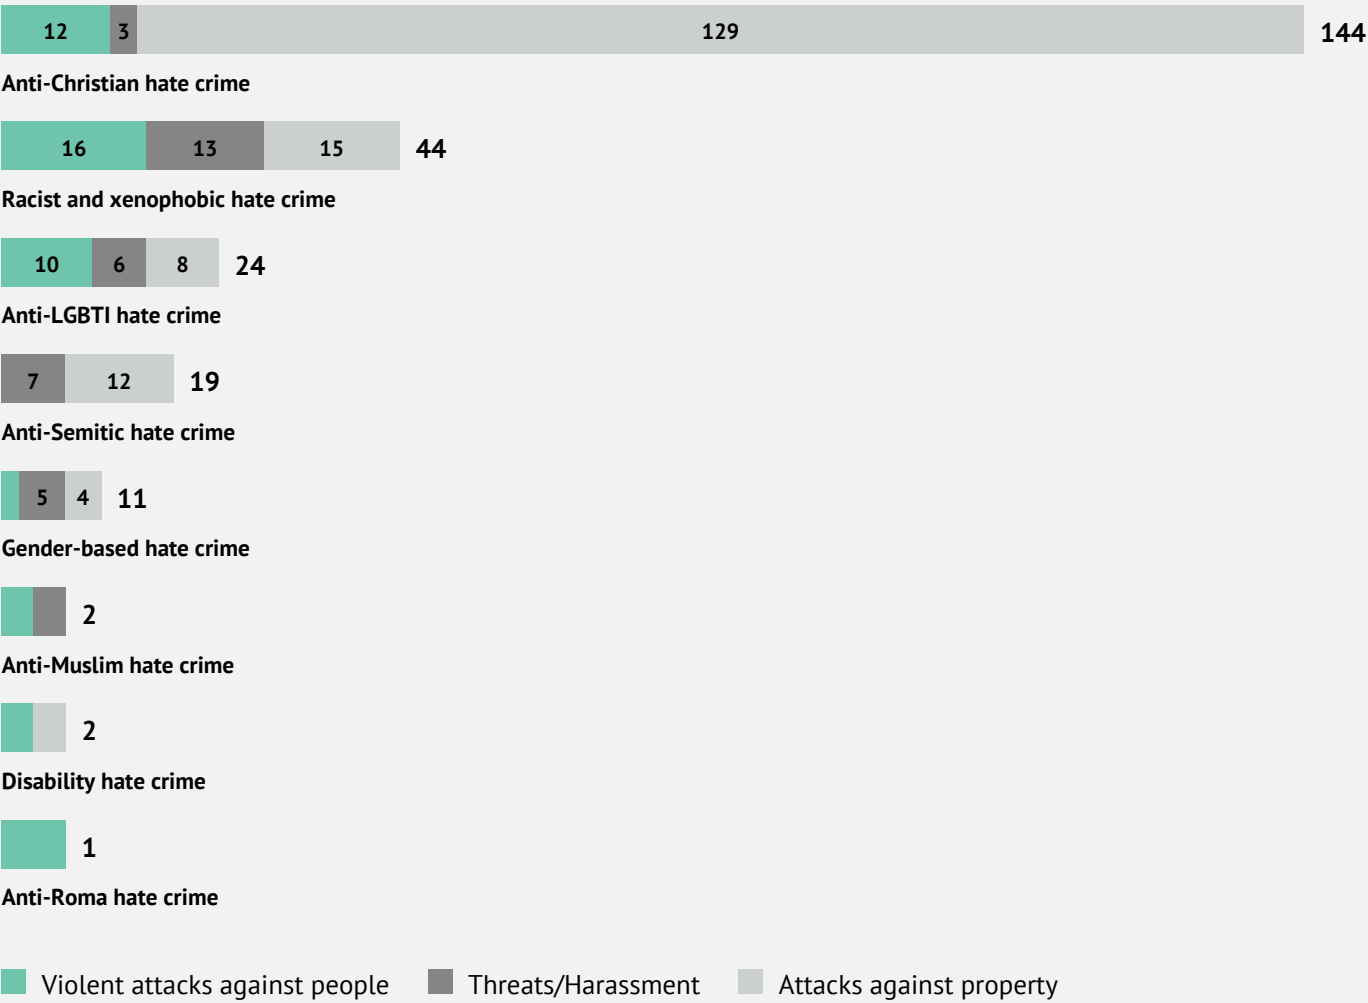 12 3 129 144
Anti-Christian hate crime
16 13 15 44
Racist and xenophobic hate crime
10 6 8 24
Anti-LGBTI hate crime
7 12 19
Anti-Semitic hate crime
5 4 11
Gender-based hate crime
2
Anti-Muslim hate crime
2
Disability hate crime
1
Anti-Roma hate crime
Violent attacks against people Threats/Harassment Attacks against property